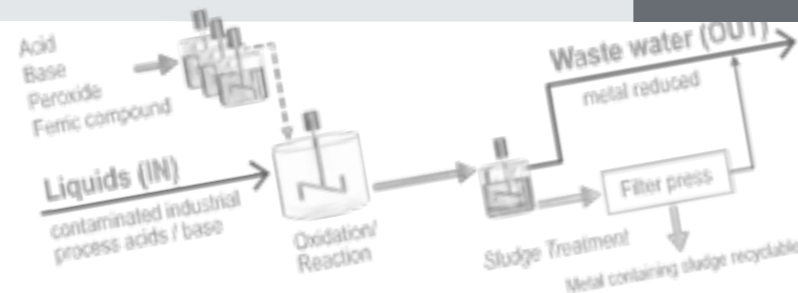 Acid
Base
Peroxide
Ferric compound
Liquids (IN)
contaminated industrial
process acids / base
Oxidation/
Reaction
Sludge Treatment
Filter press
Waste water (OUT)
metal reduced
Metal containing sludge recyclable